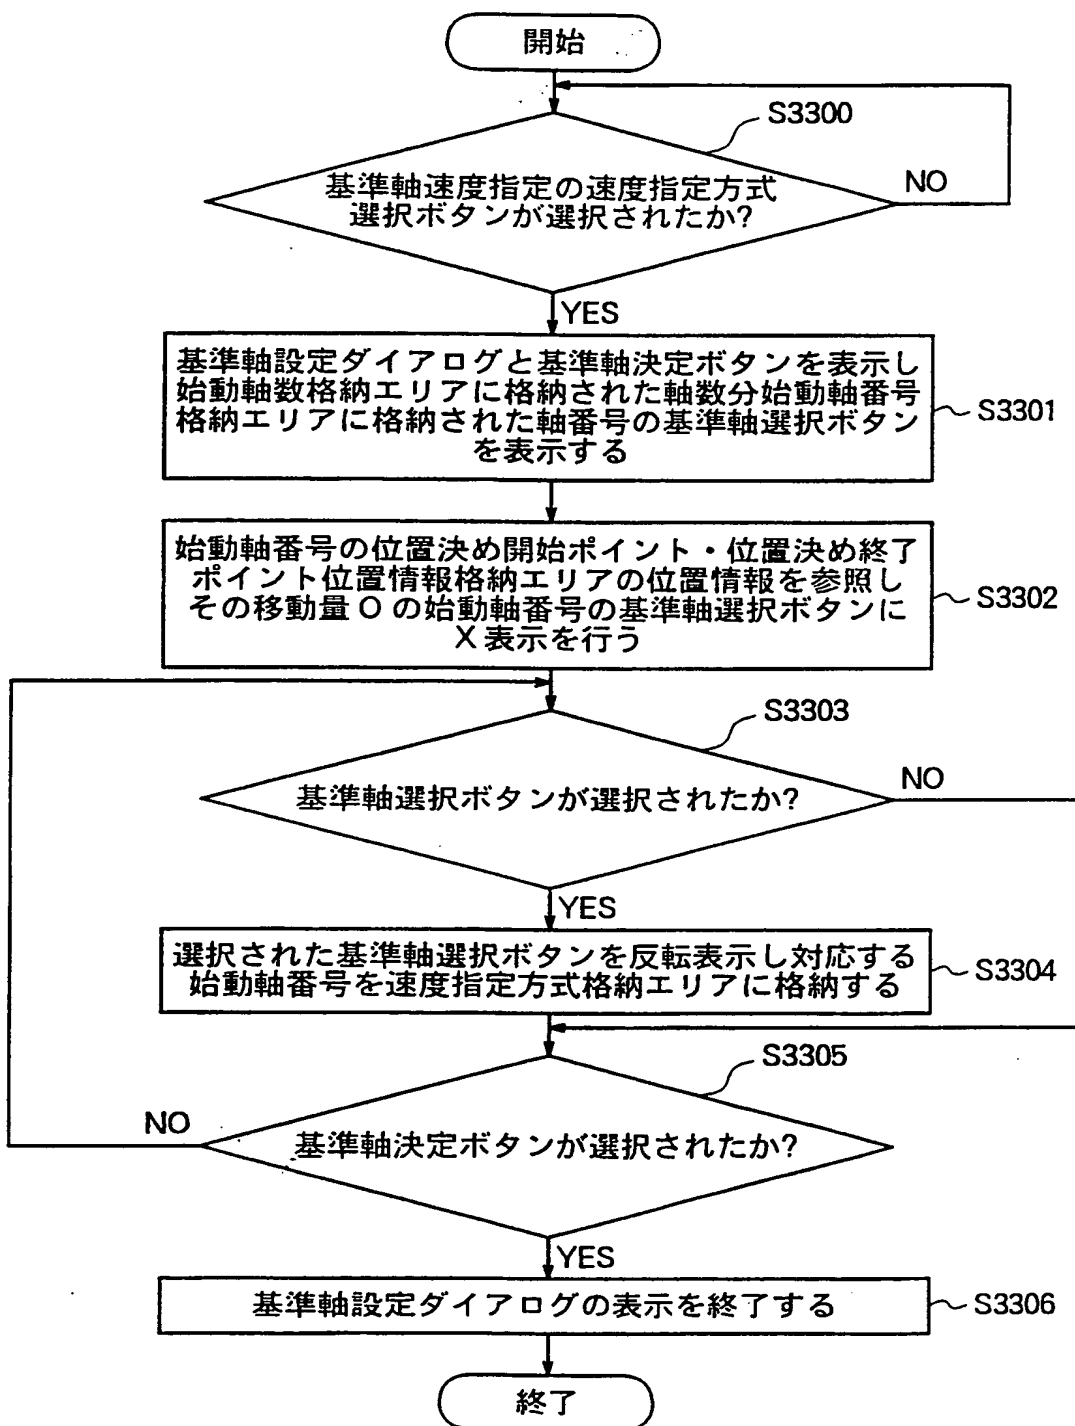 開始
S3300
基準軸速度指定の速度指定方式
選択ボタンが選択されたか?
NO
YES
基準軸設定ダイアログと基準軸決定ボタンを表示し
始動軸数格納エリアに格納された軸数分始動軸番号
格納エリアに格納された軸番号の基準軸選択ボタン
を表示する
S3301
始動軸番号の位置決め開始ポイント・位置決め終了
ポイント位置情報格納エリアの位置情報を参照し
その移動量0の始動軸番号の基準軸選択ボタンに
X表示を行う
S3302
S3303
基準軸選択ボタンが選択されたか?
NO
YES
選択された基準軸選択ボタンを反転表示し対応する
始動軸番号を速度指定方式格納エリアに格納する
S3304
S3305
NO
基準軸決定ボタンが選択されたか?
YES
基準軸設定ダイアログの表示を終了する
S3306
終了